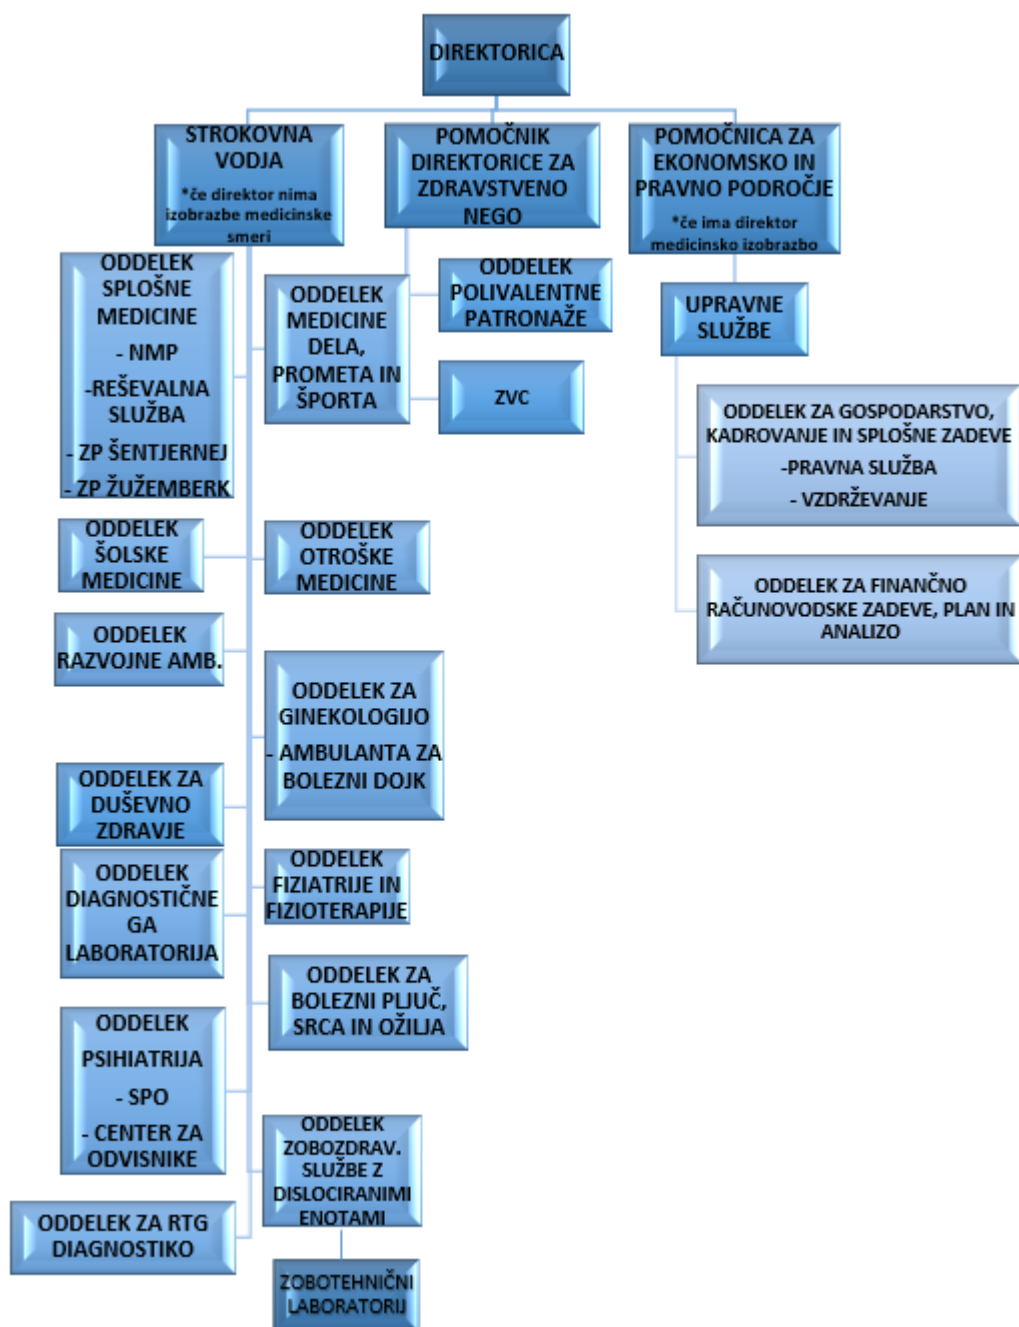 DIREKTORICA
STROKOVNA
VODJA
*če direktor nima
izobrazbe medicinske
smeri
POMOČNIK
DIREKTORICE ZA
ZDRAVSTVENO
NEGO
POMOČNICA ZA
EKONOMSKO IN
PRAVNO PODROČJE
*če ima direktor
medicinsko izobrazbo
ODDELEK
SPLOŠNE
MEDICINE
- NMP
-REŠEVALNA
SLUŽBA
- ZP ŠENTJERNEJ
- ZP ŽUŽEMBERK
ODDELEK
MEDICINE
DELA,
PROMETA IN
ŠPORTA
ODDELEK
POLIVALENTNE
PATRONAŽE
ZVC
UPRAVNE
SLUŽBE
ODDELEK ZA GOSPODARSTVO,
KADROVANJE IN SPLOŠNE ZADEVE
-PRAVNA SLUŽBA
- VZDRŽEVANJE
ODDELEK ZA FINANČNO
RAČUNOVODSKE ZADEVE, PLAN IN
ANALIZO
ODDELEK
ŠOLSKE
MEDICINE
ODDELEK
OTROŠKE
MEDICINE
ODDELEK
RAZVOJNE AMB.
ODDELEK ZA
GINEKOLOGIJO
- AMBULANTA ZA
BOLEZNI DOJK
ODDELEK ZA
DUŠEVNO
ZDRAVJE
ODDELEK
DIAGNOSTIČNE
GA
LABORATORIJA
ODDELEK
FIZIATRIJE IN
FIZIOTERAPIJE
ODDELEK ZA
BOLEZNI PLJUČ,
SRCA IN OŽILJA
ODDELEK
PSIHIATRIJA
- SPO
- CENTER ZA
ODVISNIKE
ODDELEK
ZOBOZDRAV.
SLUŽBE Z
DISLOCIRANIMI
ENOTAMI
ODDELEK ZA RTG
DIAGNOSTIKO
ZOBOTEHNIČNI
LABORATORIJ